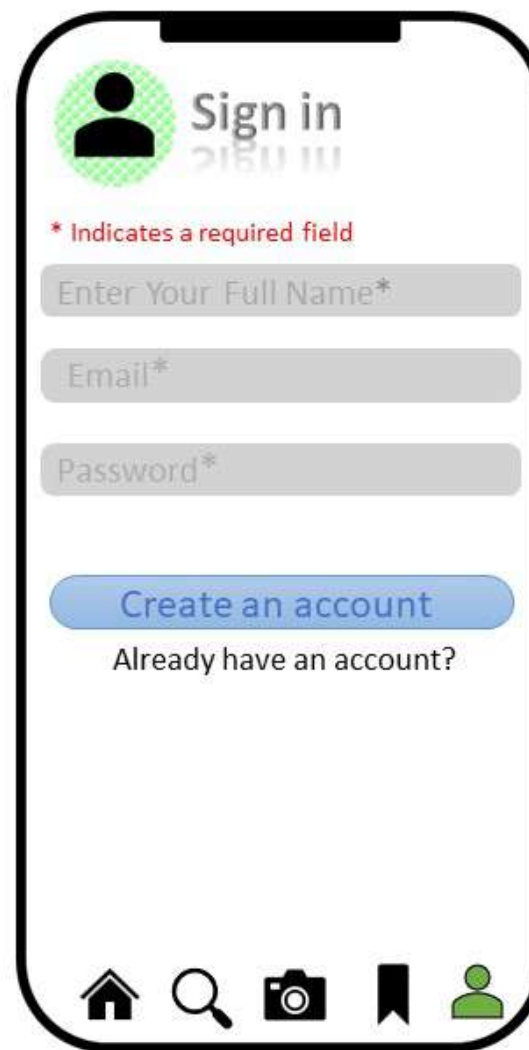 Sign in
* Indicates a required field
Enter Your Full Name*
Email*
Password*
Create an account
Already have an account?